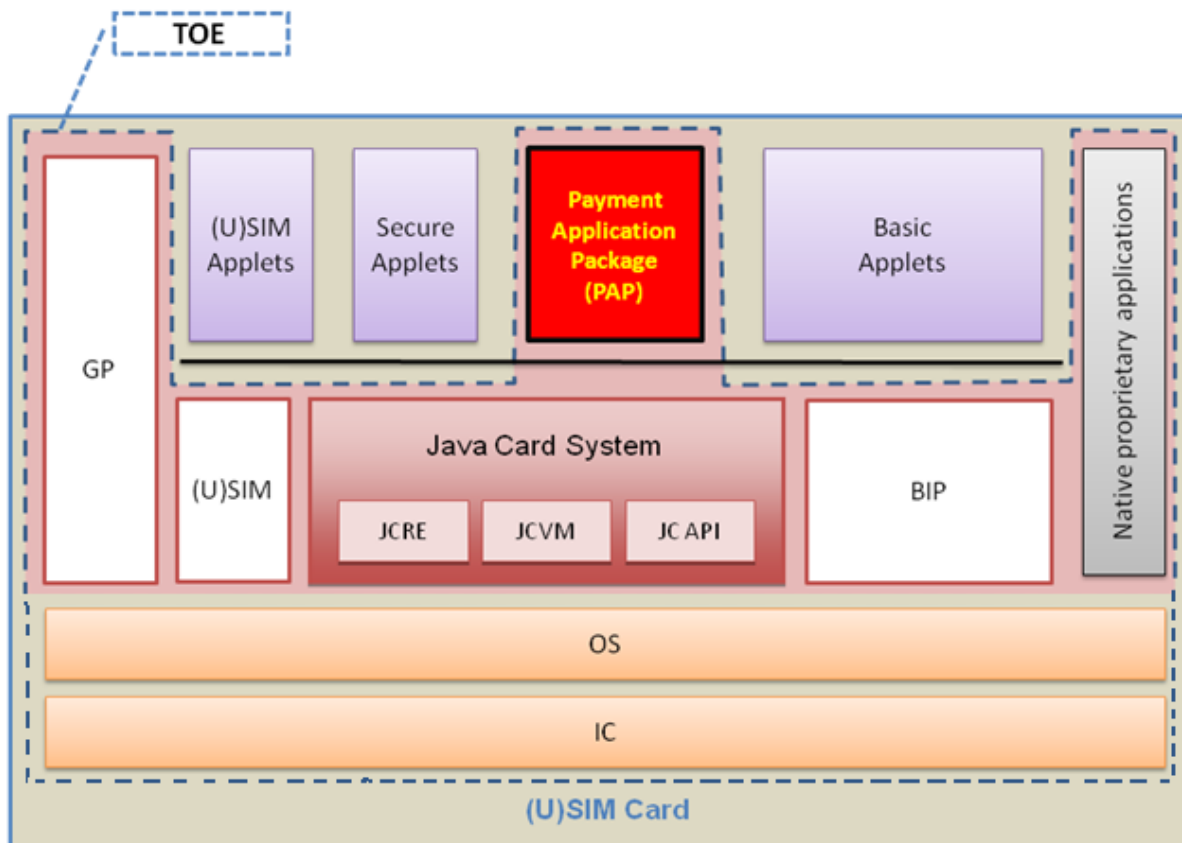 TOE
GP
(U)SIM
Applets
Secure
Applets
Payment
Application
Package
(PAP)
Basic
Applets
Native proprietary applications
(U)SIM
Java Card System
JCRE
JCVM
JC API
BIP
OS
IC
(U)SIM Card